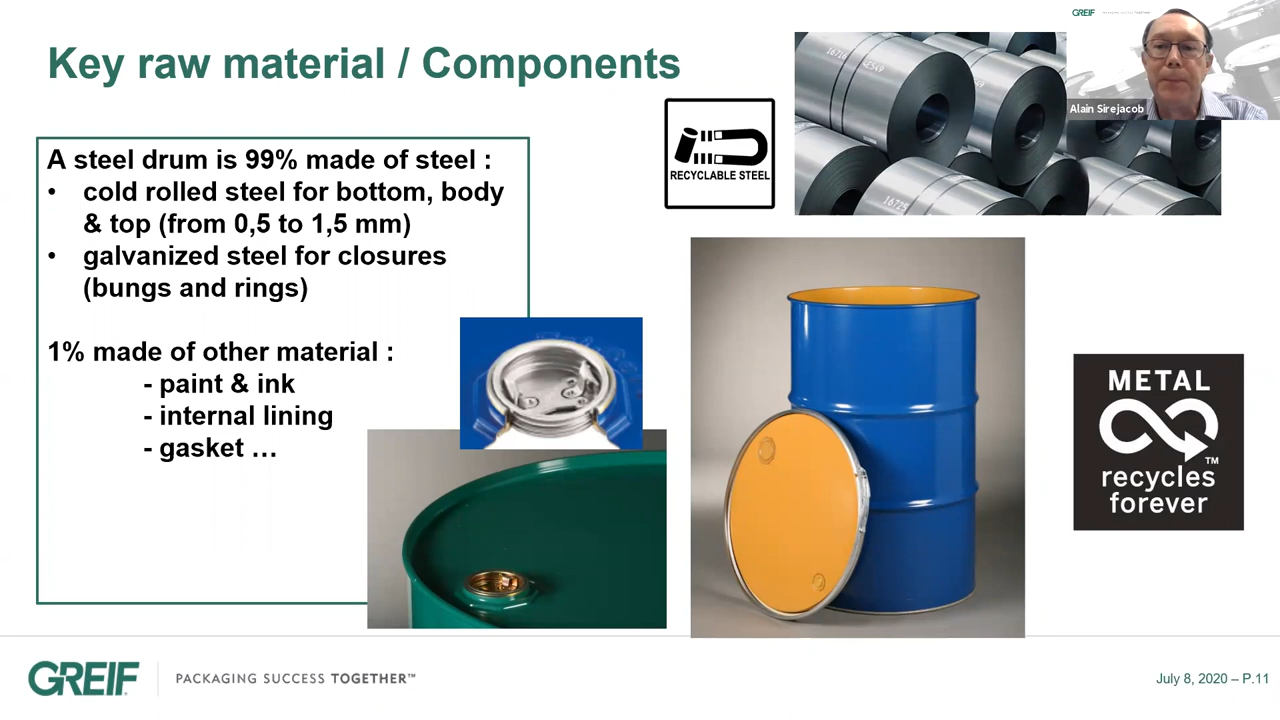 GREIF
Key raw material / Components
Alain Sirejacob
RECYCLABLE STEEL
A steel drum is 99% made of steel :
• cold rolled steel for bottom, body
& top (from 0,5 to 1,5 mm)
• galvanized steel for closures
(bungs and rings)
1% made of other material :
- paint & ink
- internal lining
- gasket …
16725
METAL
™
recycles
forever
GREIF
PACKAGING SUCCESS TOGETHER™
July 8, 2020 – P.11